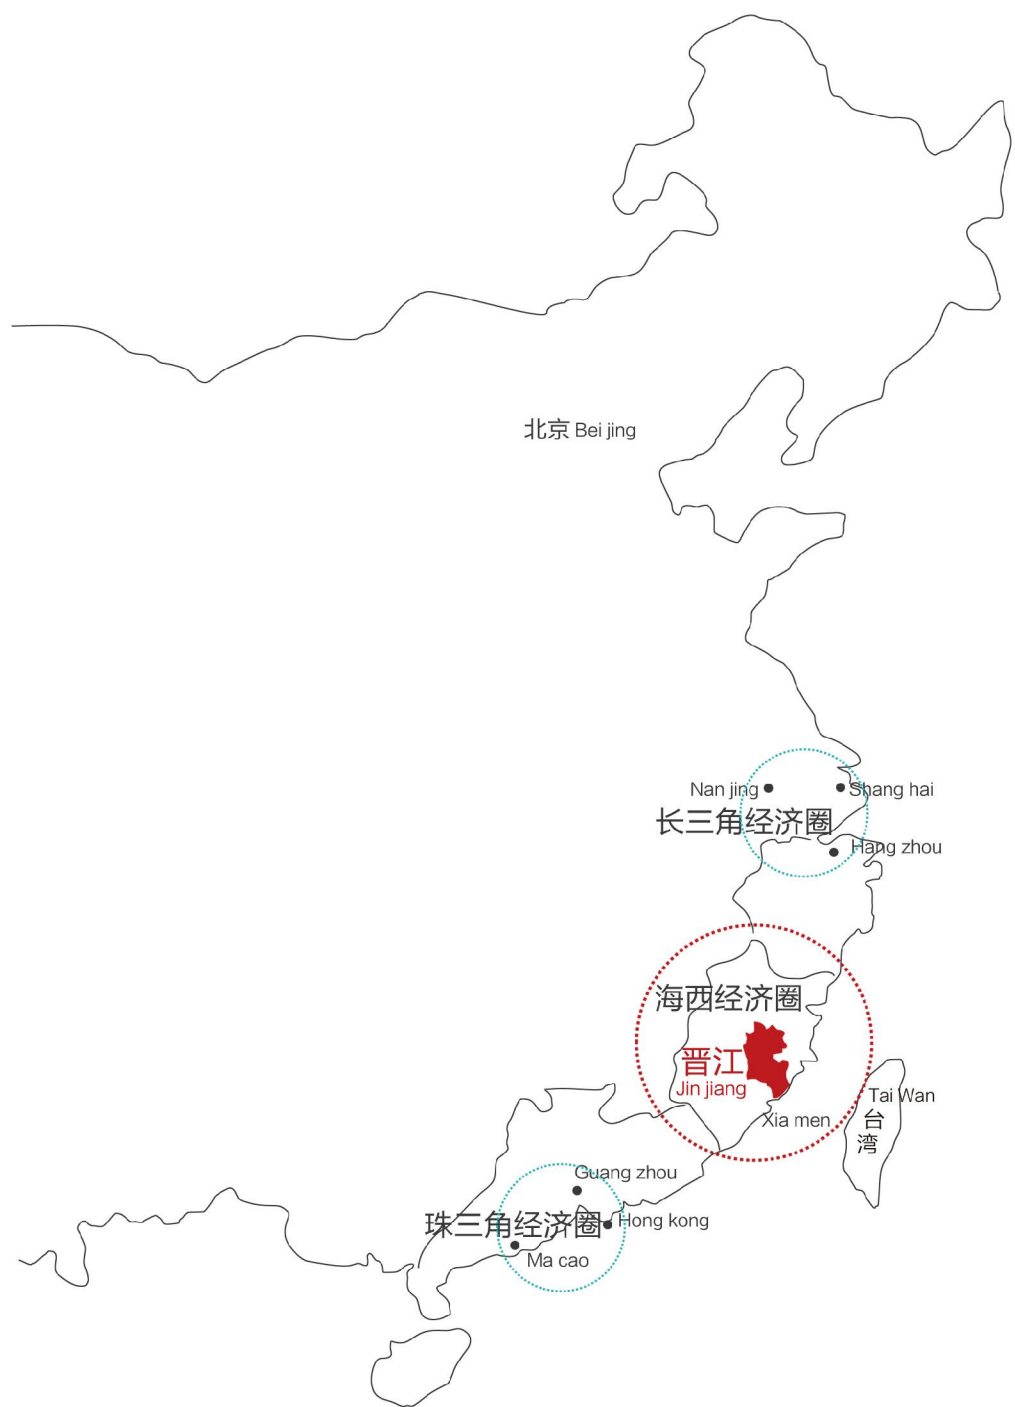 北京 Bei jing
Nan jing
Shang hai
长三角经济圈
Hang zhou
海西经济圈
晋江
Jin jiang
Tai Wan
台
湾
Xia men
Guang zhou
珠三角经济圈
Hong kong
Ma cao